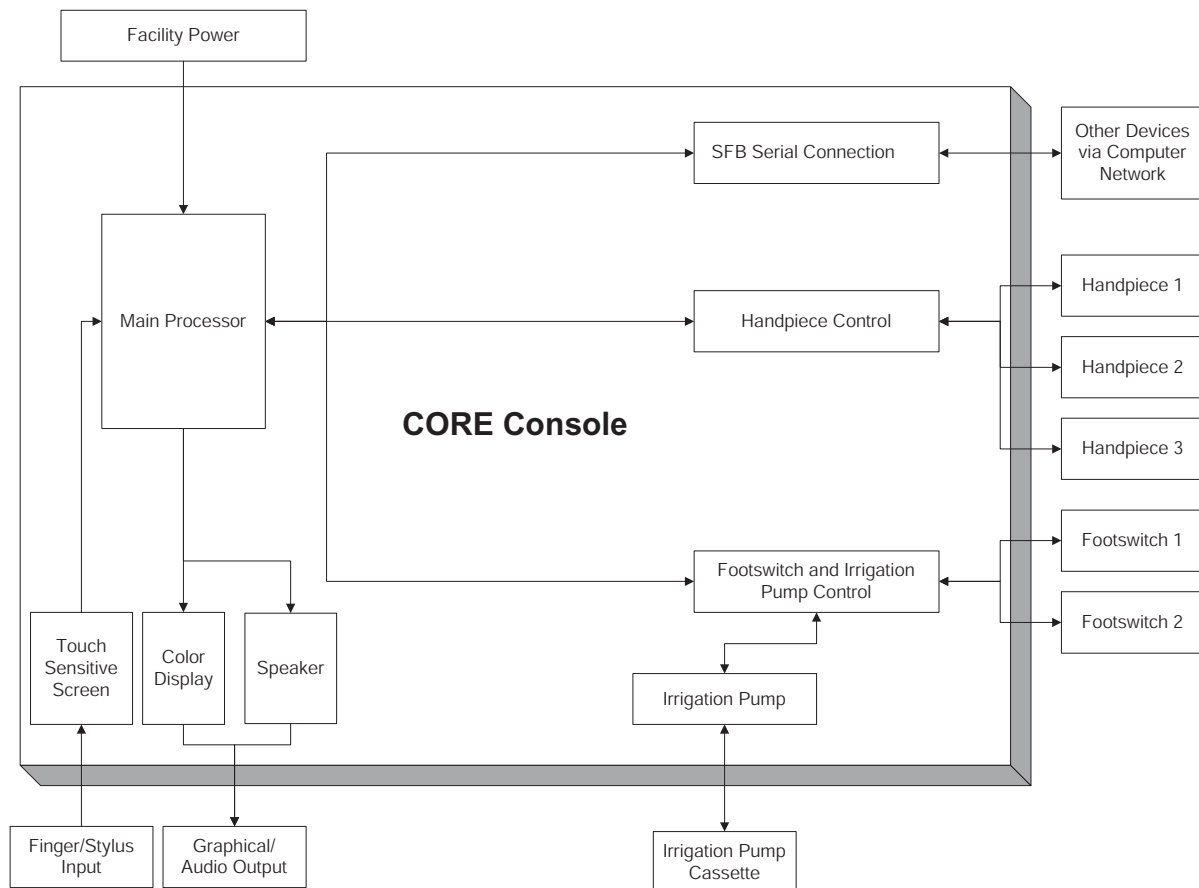 Facility Power
SFB Serial Connection
Other Devices
via Computer
Network
Main Processor
Handpiece Control
Handpiece 1
Handpiece 2
Handpiece 3
CORE Console
Footswitch and Irrigation
Pump Control
Footswitch 1
Footswitch 2
Touch
Sensitive
Screen
Color
Display
Speaker
Irrigation Pump
Finger/Stylus
Input
Graphical/
Audio Output
Irrigation Pump
Cassette